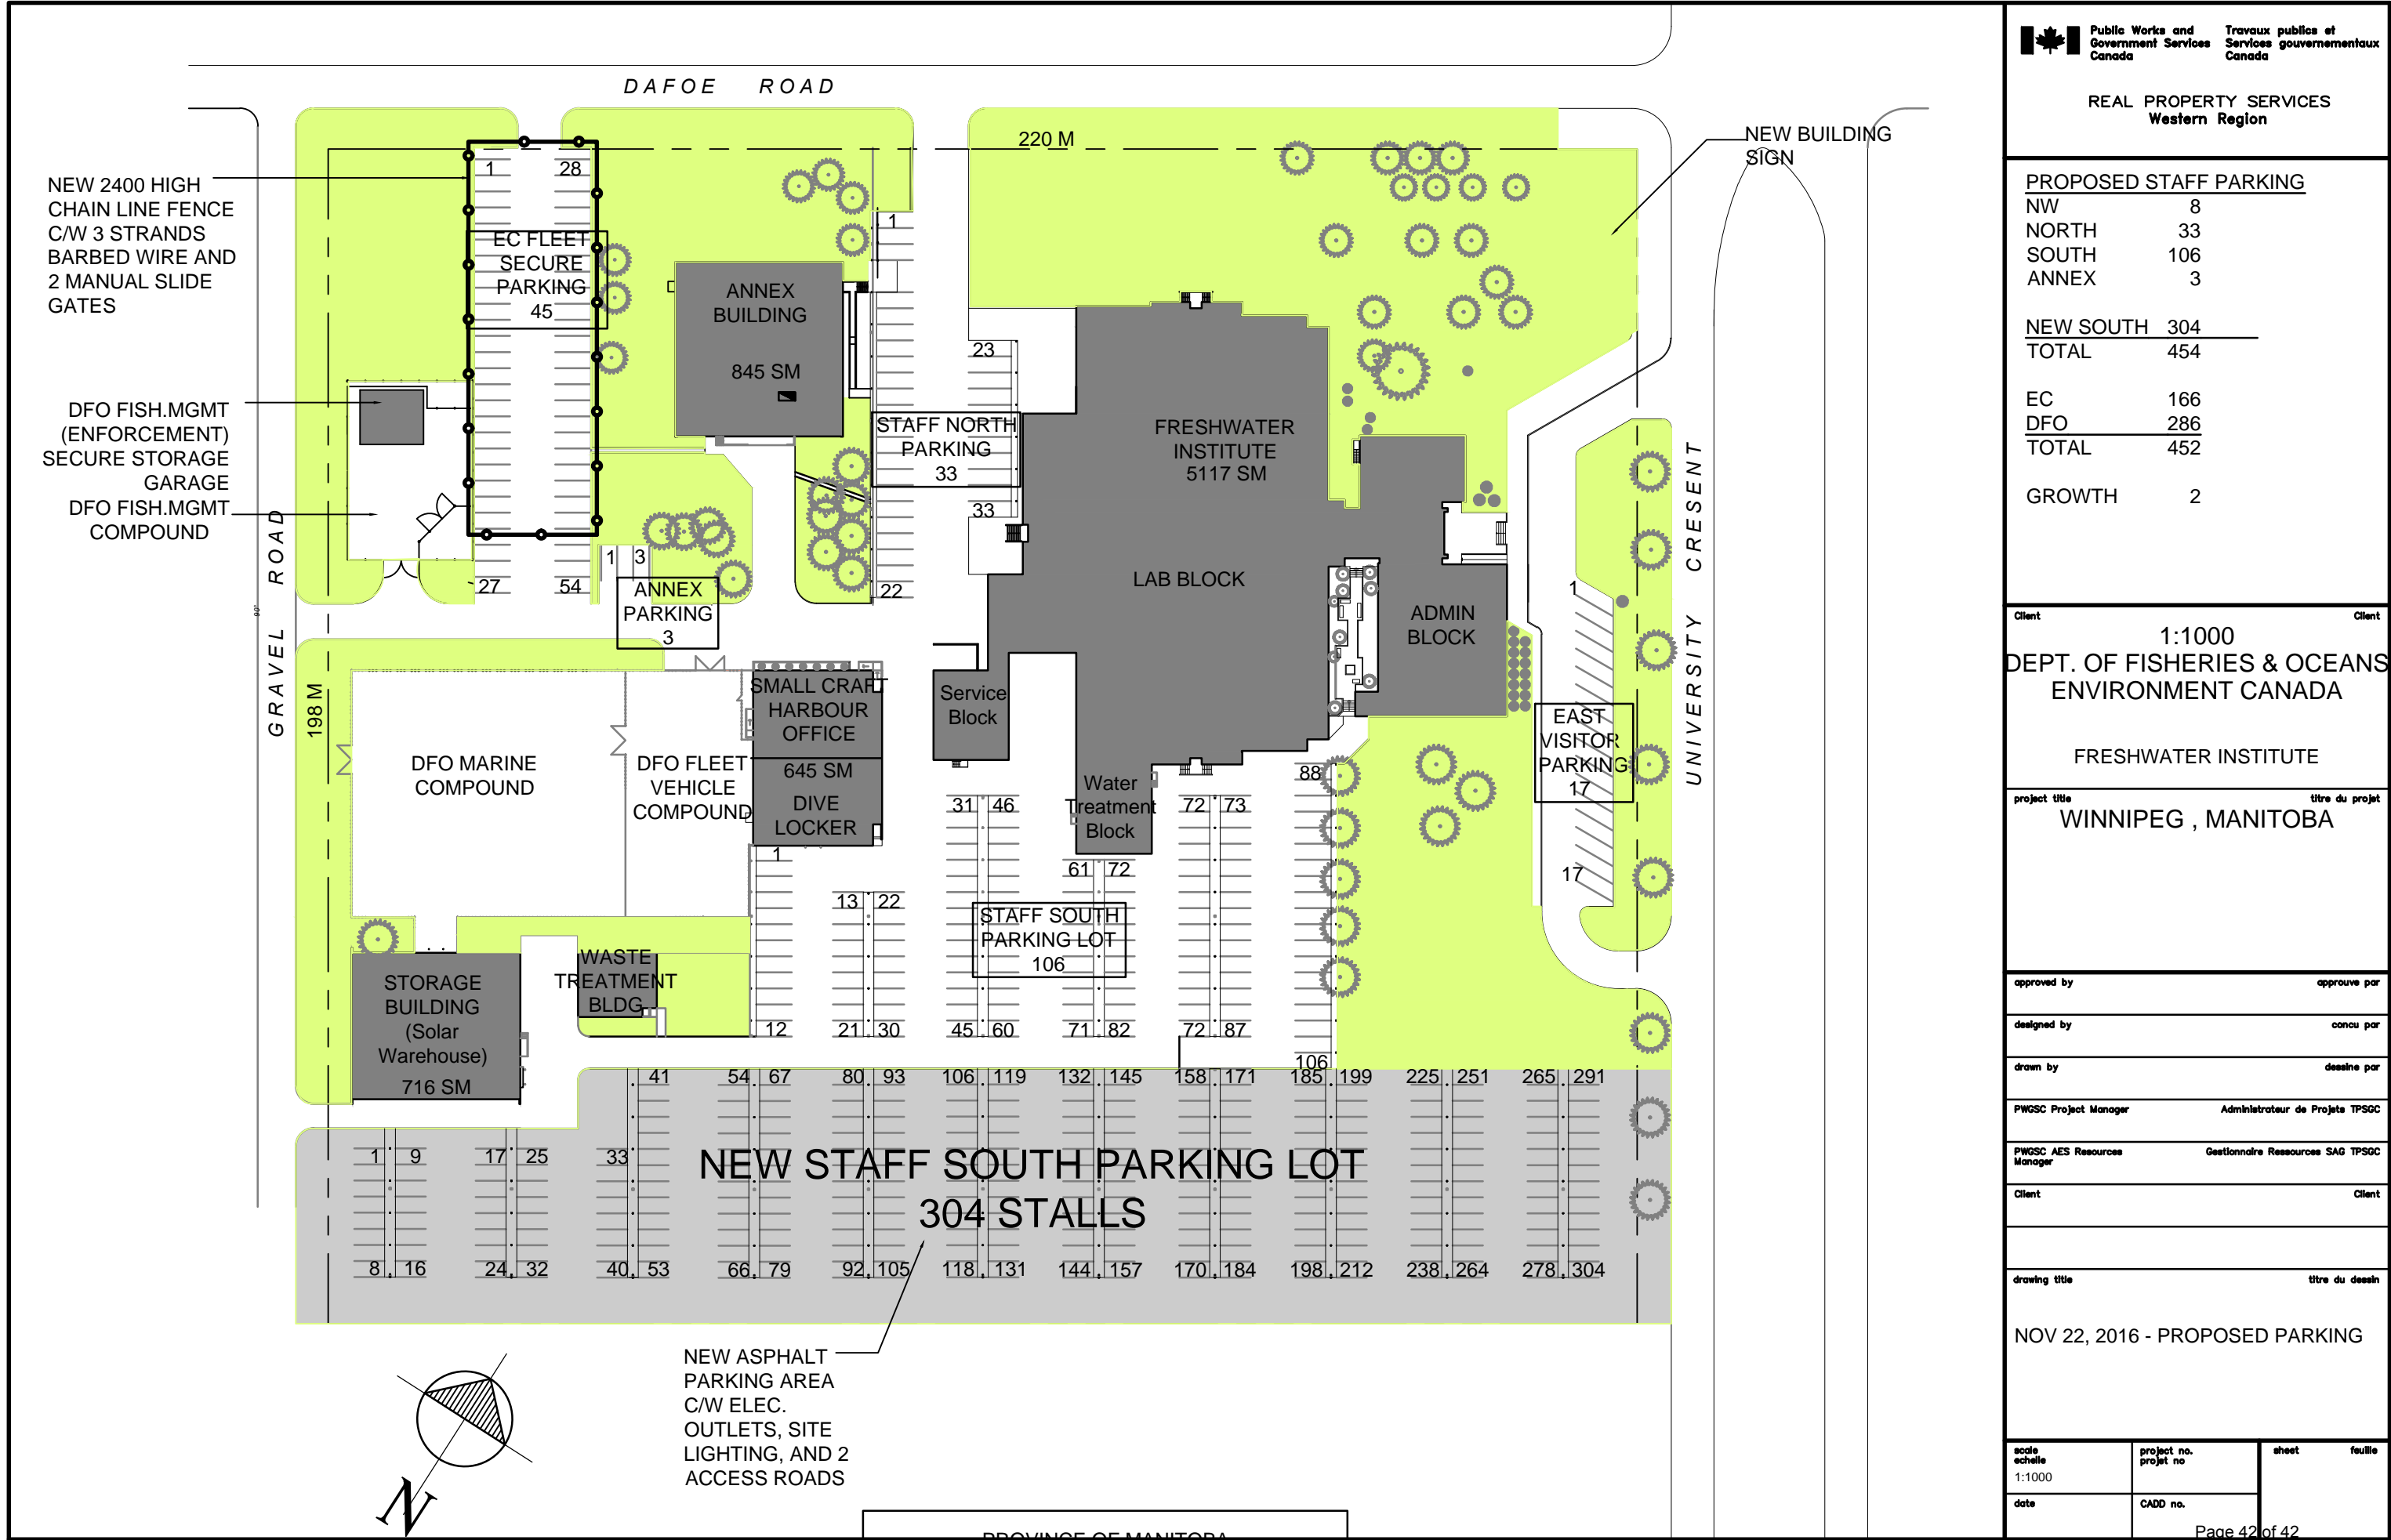 DAFOE ROAD
220 M
NEW BUILDING
SIGN
NEW 2400 HIGH
CHAIN LINE FENCE
C/W 3 STRANDS
BARBED WIRE AND
2 MANUAL SLIDE
GATES
1 28
EC FLEET
SECURE
PARKING
45
27 54
DFO FISH.MGMT
(ENFORCEMENT)
SECURE STORAGE
GARAGE
DFO FISH.MGMT
COMPOUND
GRAVEL ROAD
90°
198 M
ANNEX
BUILDING
845 SM
1
23
STAFF NORTH
PARKING
33
33
22
1 3
ANNEX
PARKING
3
FRESHWATER
INSTITUTE
5117 SM
LAB BLOCK
ADMIN
BLOCK
UNIVERSITY CRESENT
1
EAST
VISITOR
PARKING
17
17
DFO MARINE
COMPOUND
DFO FLEET
VEHICLE
COMPOUND
SMALL CRAFT
HARBOUR
OFFICE
645 SM
DIVE
LOCKER
Service
Block
Water
Treatment
Block
88
31 46
72 73
1
61 72
13 22
STAFF SOUTH
PARKING LOT
106
12
21 30
45 60
71 82
72 87
106
STORAGE
BUILDING
(Solar
Warehouse)
716 SM
WASTE
TREATMENT
BLDG
41
54 67
80 93
106 119
132 145
158 171
185 199
225 251
265 291
1 9
17 25
33
NEW STAFF SOUTH PARKING LOT
304 STALLS
8 16
24 32
40 53
66 79
92 105
118 131
144 157
170 184
198 212
238 264
278 304
NEW ASPHALT
PARKING AREA
C/W ELEC.
OUTLETS, SITE
LIGHTING, AND 2
ACCESS ROADS
N
PROVINCE OF MANITOBA
Public Works and
Government Services
Canada
Travaux publics et
Services gouvernementaux
Canada
REAL PROPERTY SERVICES
Western Region
PROPOSED STAFF PARKING
NW 8
NORTH 33
SOUTH 106
ANNEX 3
NEW SOUTH 304
TOTAL 454
EC 166
DFO 286
TOTAL 452
GROWTH 2
Client Client
1:1000
DEPT. OF FISHERIES & OCEANS
ENVIRONMENT CANADA
FRESHWATER INSTITUTE
project title titre du projet
WINNIPEG , MANITOBA
approved by approuve par
designed by concu par
drawn by dessine par
PWGSC Project Manager Administrateur de Projets TPSGC
PWGSC AES Resources
Manager
Gestionnaire Ressources SAG TPSGC
Client Client
drawing title titre du dessin
NOV 22, 2016 - PROPOSED PARKING
scale
echelle
1:1000
project no.
projet no
sheet feuille
date
CADD no.
Page 42 of 42